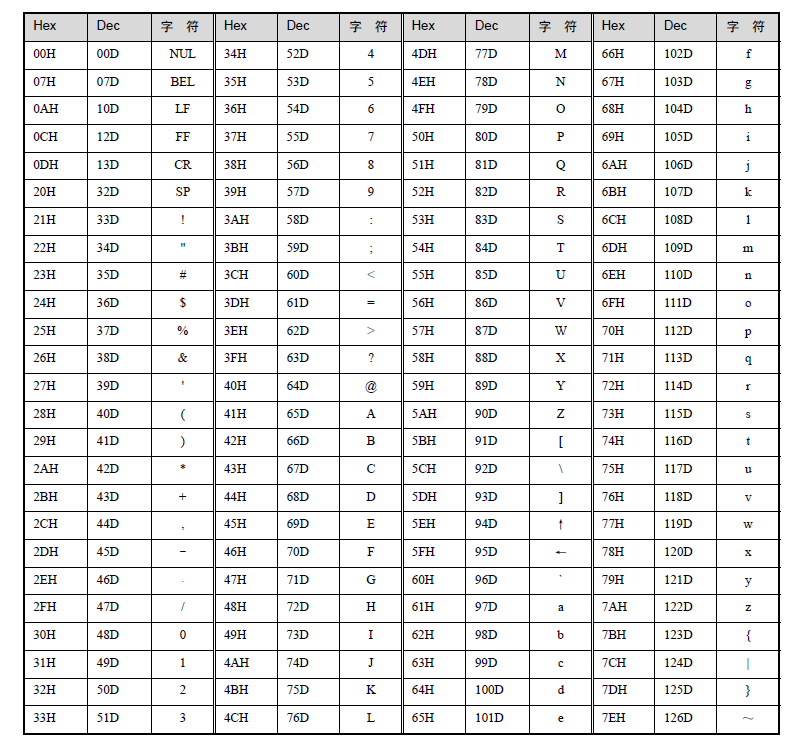 Hex Dec 字 符 Hex Dec 字 符 Hex Dec 字 符 Hex Dec 字 符
00H 00D NUL 34H 52D 4 4DH 77D M 66H 102D f
07H 07D BEL 35H 53D 5 4EH 78D N 67H 103D g
0AH 10D LF 36H 54D 6 4FH 79D O 68H 104D h
0CH 12D FF 37H 55D 7 50H 80D P 69H 105D i
0DH 13D CR 38H 56D 8 51H 81D Q 6AH 106D j
20H 32D SP 39H 57D 9 52H 82D R 6BH 107D k
21H 33D ! 3AH 58D : 53H 83D S 6CH 108D l
22H 34D " 3BH 59D ; 54H 84D T 6DH 109D m
23H 35D # 3CH 60D < 55H 85D U 6EH 110D n
24H 36D $ 3DH 61D = 56H 86D V 6FH 111D o
25H 37D % 3EH 62D > 57H 87D W 70H 112D p
26H 38D & 3FH 63D ? 58H 88D X 71H 113D q
27H 39D ' 40H 64D @ 59H 89D Y 72H 114D r
28H 40D ( 41H 65D A 5AH 90D Z 73H 115D s
29H 41D ) 42H 66D B 5BH 91D [ 74H 116D t
2AH 42D * 43H 67D C 5CH 92D \ 75H 117D u
2BH 43D + 44H 68D D 5DH 93D ] 76H 118D v
2CH 44D , 45H 69D E 5EH 94D ↑ 77H 119D w
2DH 45D − 46H 70D F 5FH 95D ← 78H 120D x
2EH 46D . 47H 71D G 60H 96D ` 79H 121D y
2FH 47D / 48H 72D H 61H 97D a 7AH 122D z
30H 48D 0 49H 73D I 62H 98D b 7BH 123D {
31H 49D 1 4AH 74D J 63H 99D c 7CH 124D |
32H 50D 2 4BH 75D K 64H 100D d 7DH 125D }
33H 51D 3 4CH 76D L 65H 101D e 7EH 126D ～